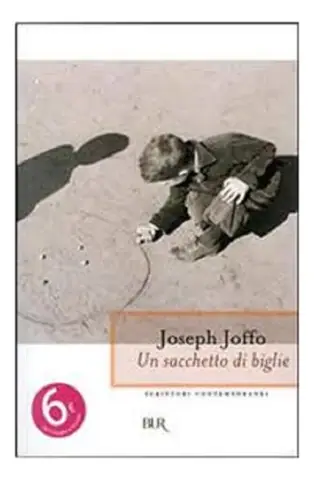 Joseph Joffo
Un sacchetto di biglie
SCRITTORI CONTEMPORANEI
6€
BUR